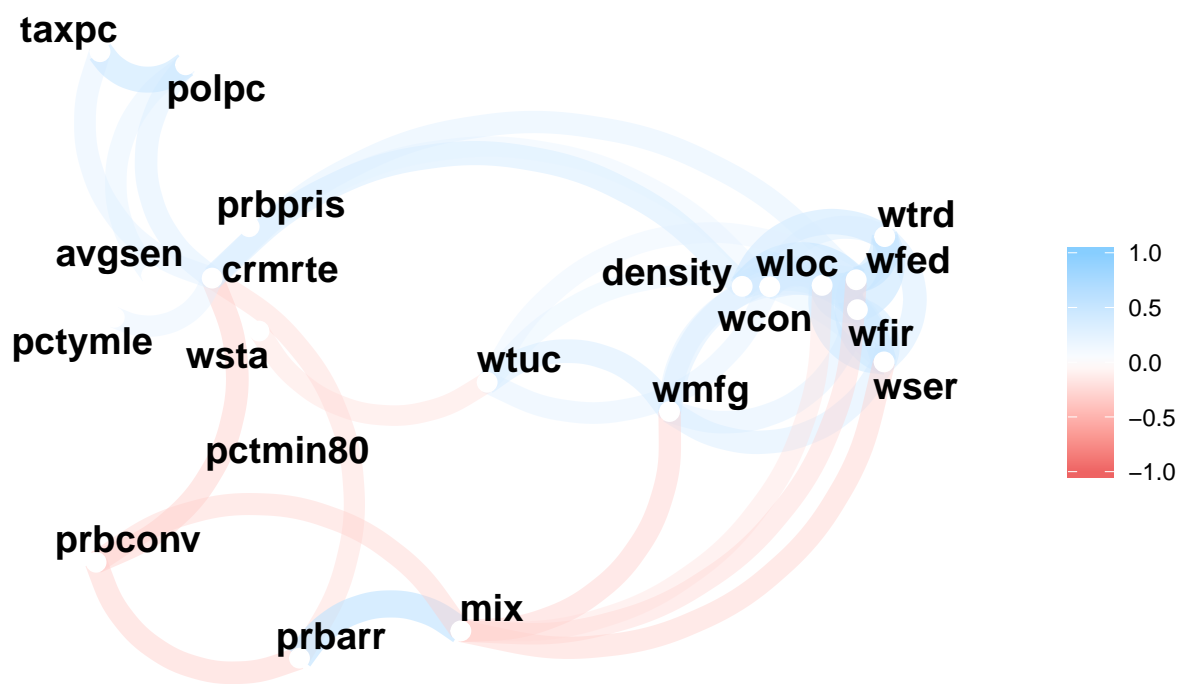 taxpc
polpc
prbpris
wtrd
avgsen
crmrte
density
wloc
wfed
wcon
pctymle
wsta
wtuc
wfir
wmfg
wser
pctmin80
prbconv
mix
prbarr
1.0
0.5
0.0
−0.5
−1.0